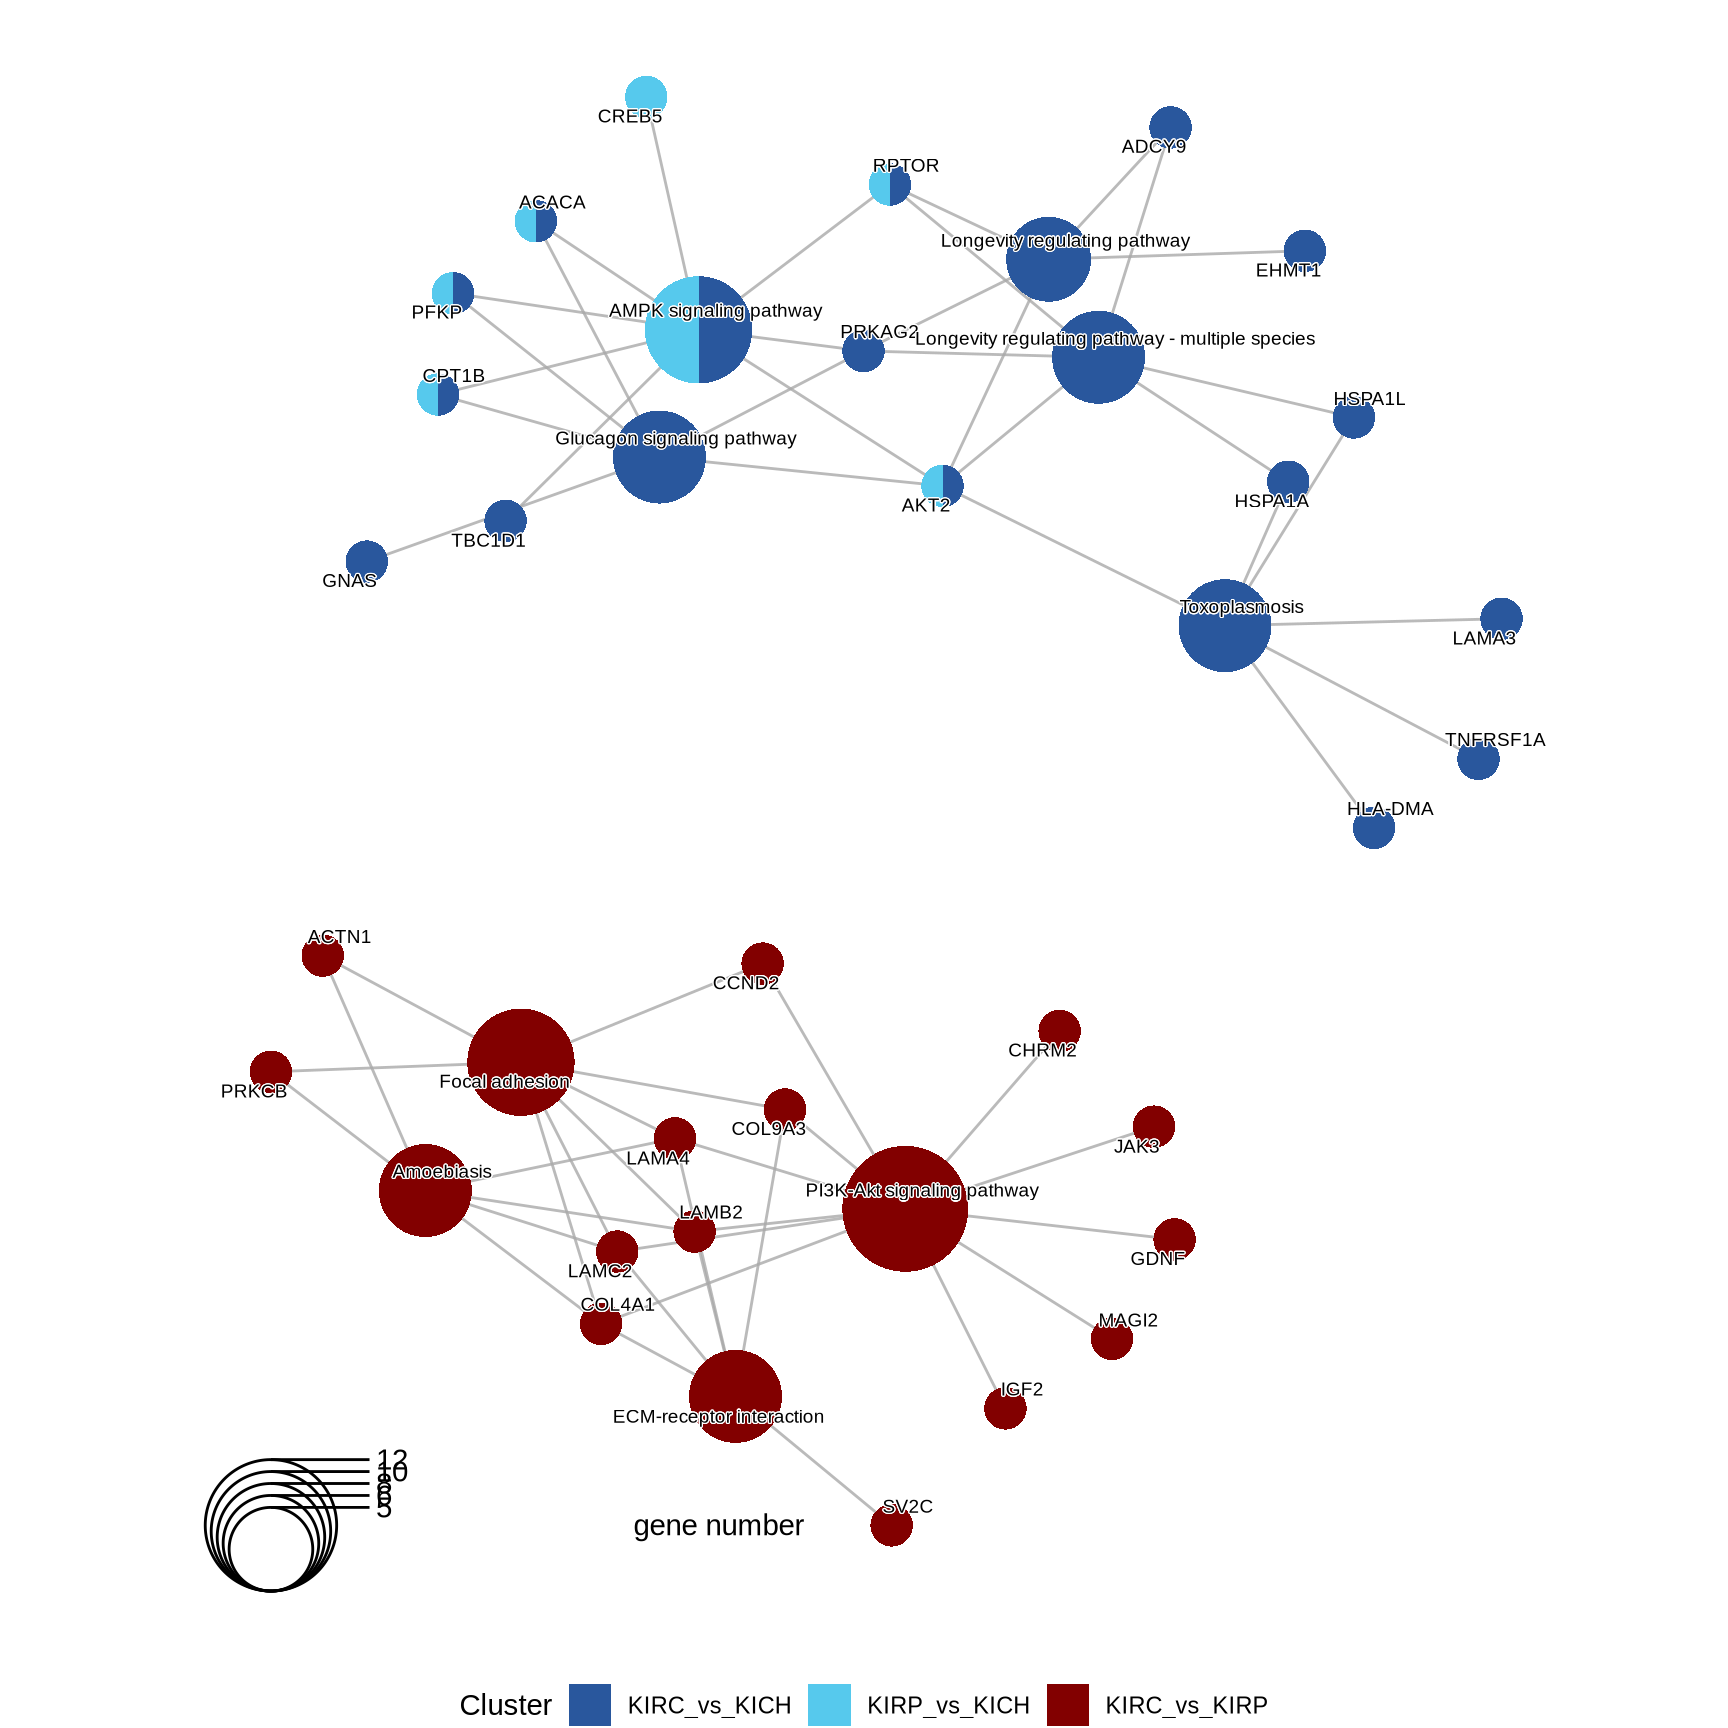 CREB5
ADCY9
RPTOR
ACACA
Longevity regulating pathway
EHMT1
PFKP
AMPK signaling pathway
PRKAG2
Longevity regulating pathway - multiple species
CPT1B
HSPA1L
Glucagon signaling pathway
HSPA1A
AKT2
TBC1D1
GNAS
Toxoplasmosis
LAMA3
TNFRSF1A
HLA-DMA
ACTN1
CCND2
CHRM2
Focal adhesion
PRKCB
COL9A3
JAK3
LAMA4
Amoebiasis
PI3K-Akt signaling pathway
LAMB2
GDNF
LAMC2
COL4A1
MAGI2
IGF2
ECM-receptor interaction
12
10
8
6
5
SV2C
gene number
Cluster KIRC_vs_KICH KIRP_vs_KICH KIRC_vs_KIRP